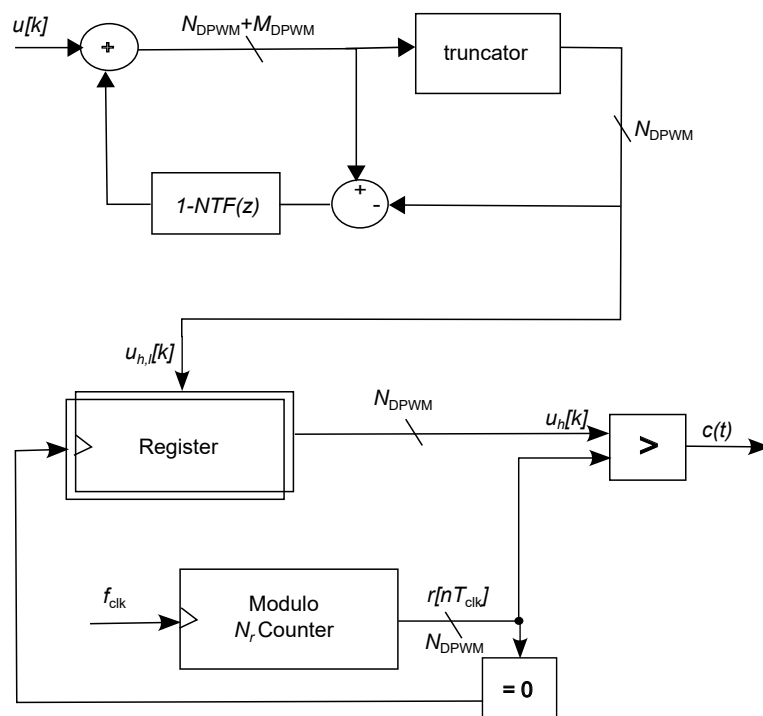 u[k]
+
N_DPWM+M_DPWM
truncator
N_DPWM
1-NTF(z)
+
-
u_h,l[k]
Register
N_DPWM
u_h[k]
>
c(t)
f_clk
Modulo
N_r Counter
r[nT_clk]
N_DPWM
= 0